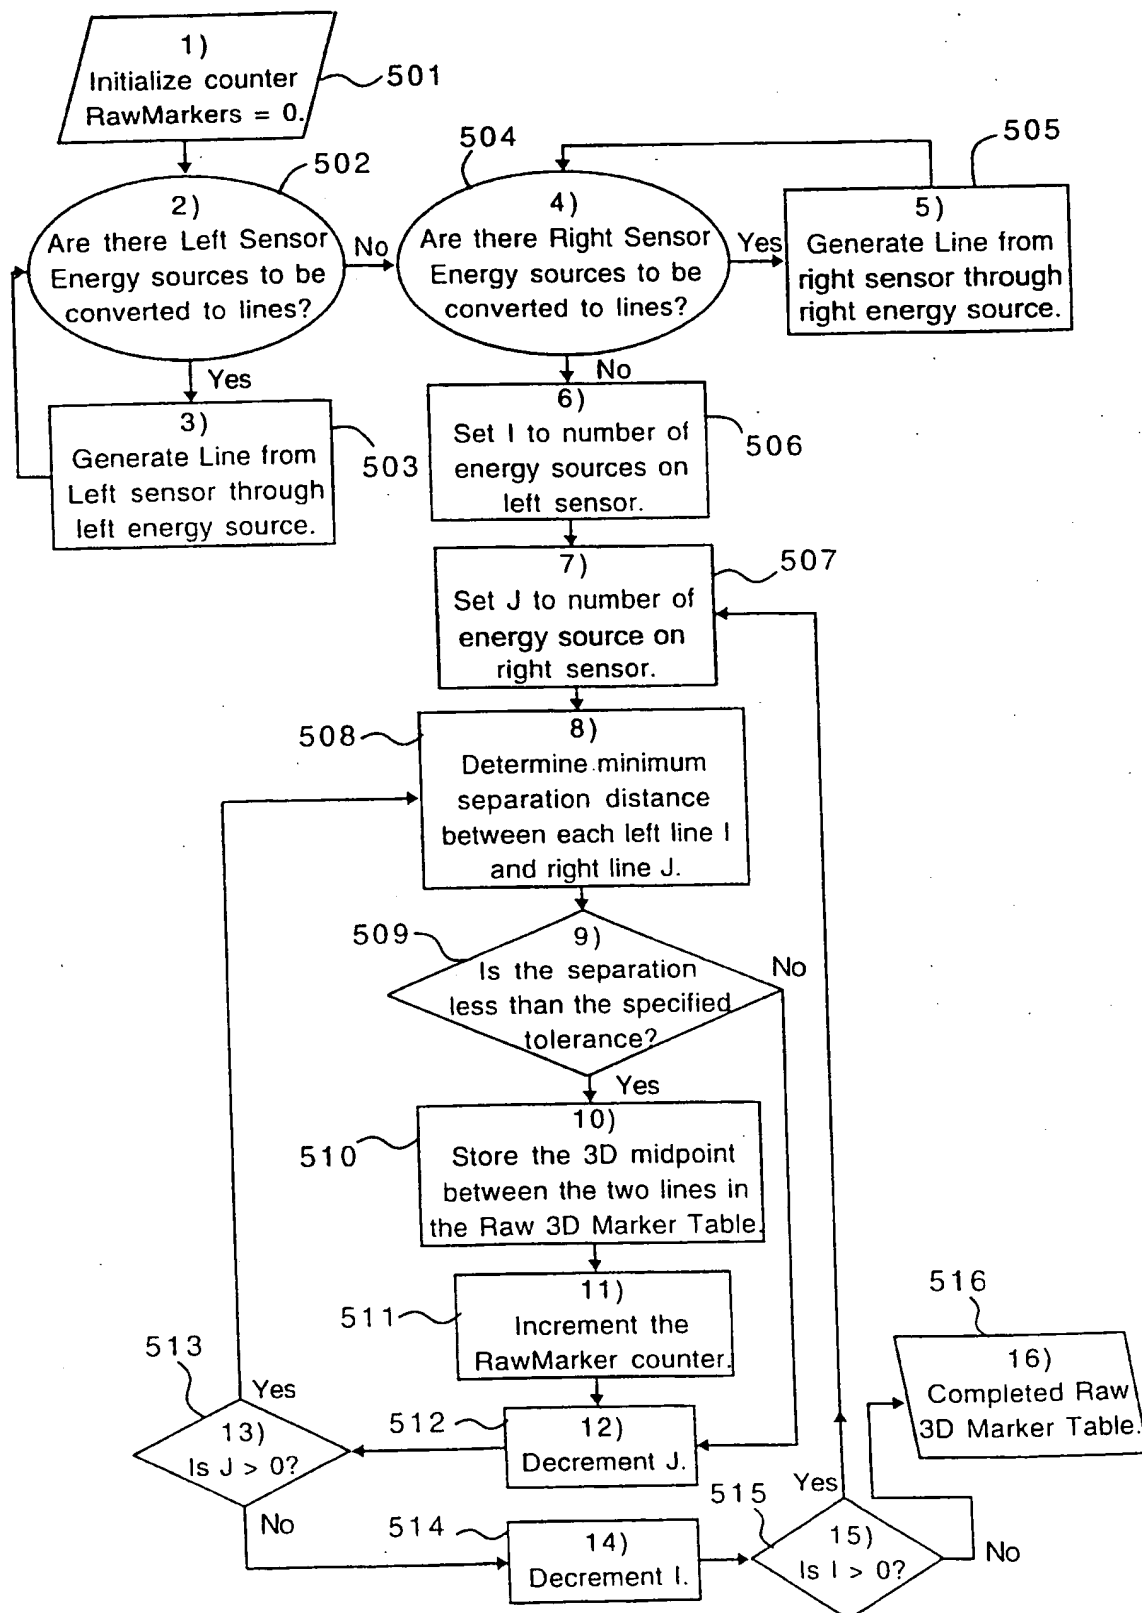 1)
Initialize counter
RawMarkers = 0.
501
502
2)
Are there Left Sensor
Energy sources to be
converted to lines?
No
Yes
3)
Generate Line from
Left sensor through
left energy source.
503
504
4)
Are there Right Sensor
Energy sources to be
converted to lines?
Yes
No
505
5)
Generate Line from
right sensor through
right energy source.
6)
Set I to number of
energy sources on
left sensor.
506
7)
Set J to number of
energy source on
right sensor.
507
508
8)
Determine minimum
separation distance
between each left line I
and right line J.
509
9)
Is the separation
less than the specified
tolerance?
No
Yes
510
10)
Store the 3D midpoint
between the two lines in
the Raw 3D Marker Table.
511
11)
Increment the
RawMarker counter.
512
12)
Decrement J.
513
Yes
13)
Is J > 0?
No
514
14)
Decrement I.
515
Yes
15)
Is I > 0?
No
516
16)
Completed Raw
3D Marker Table.